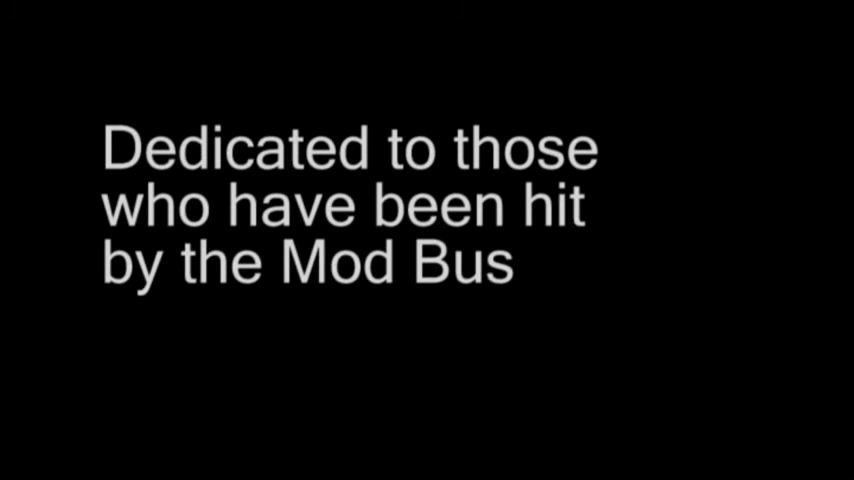 Dedicated to those
who have been hit
by the Mod Bus